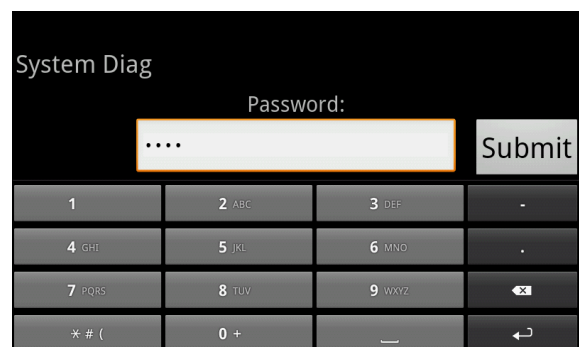 System Diag
Password:
••••
Submit
1 2 ABC 3 DEF -
4 GHI 5 JKL 6 MNO .
7 PQRS 8 TUV 9 WXYZ
* # ( 0 +